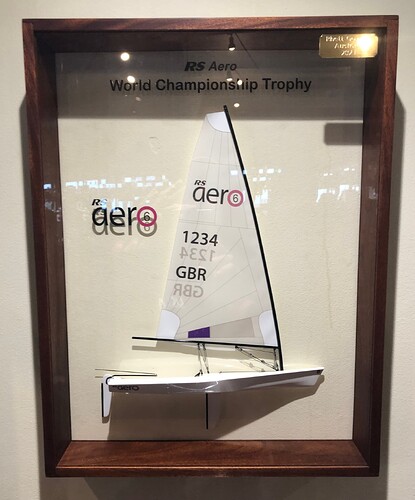 RS Aero
World Championship Trophy
RS
aero 6
RS
aero 6
1234
GBR
aero